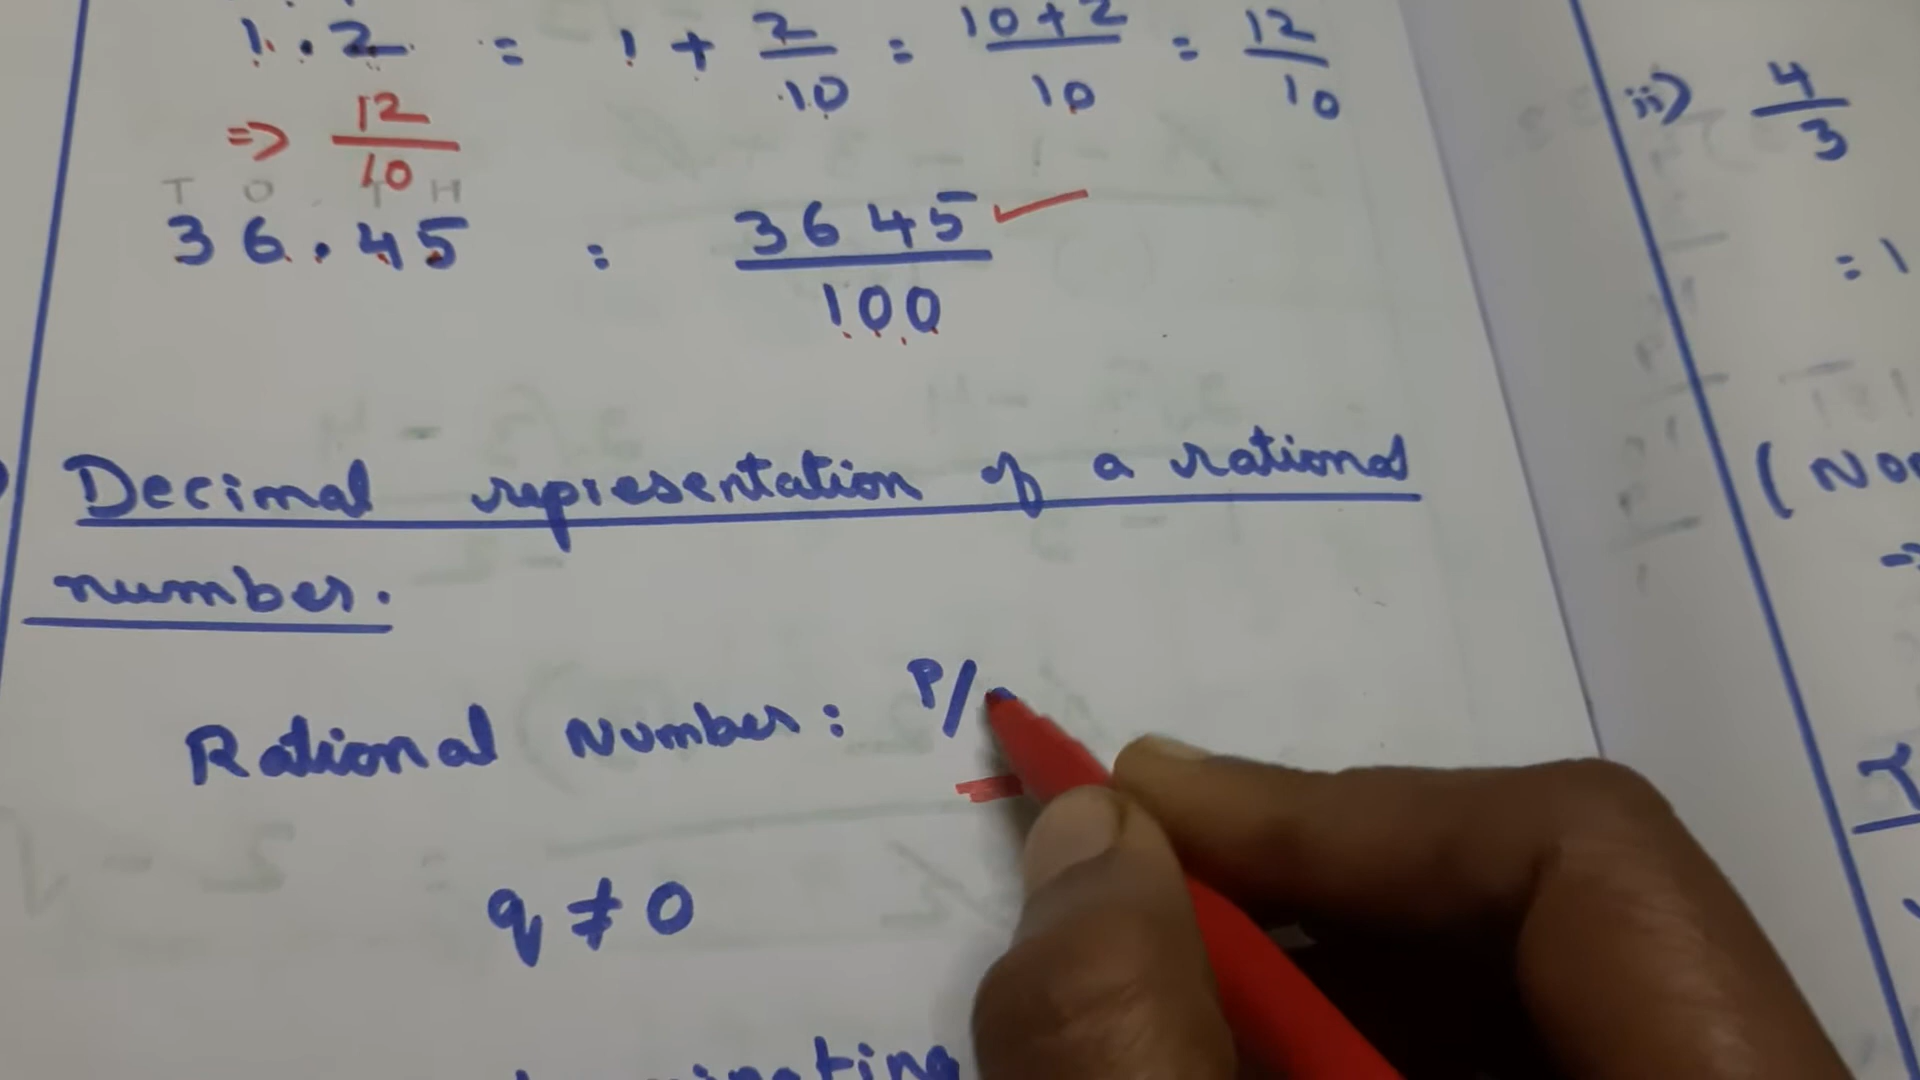 1.2 = 1 + 2/10 = 10+2/10 = 12/10
=> 12/10
T O T H
36.45 : 3645/100
Decimal representation of a rational
number.
Rational Number: P/
q ≠ 0
ii) 4/3
= 1
(NO